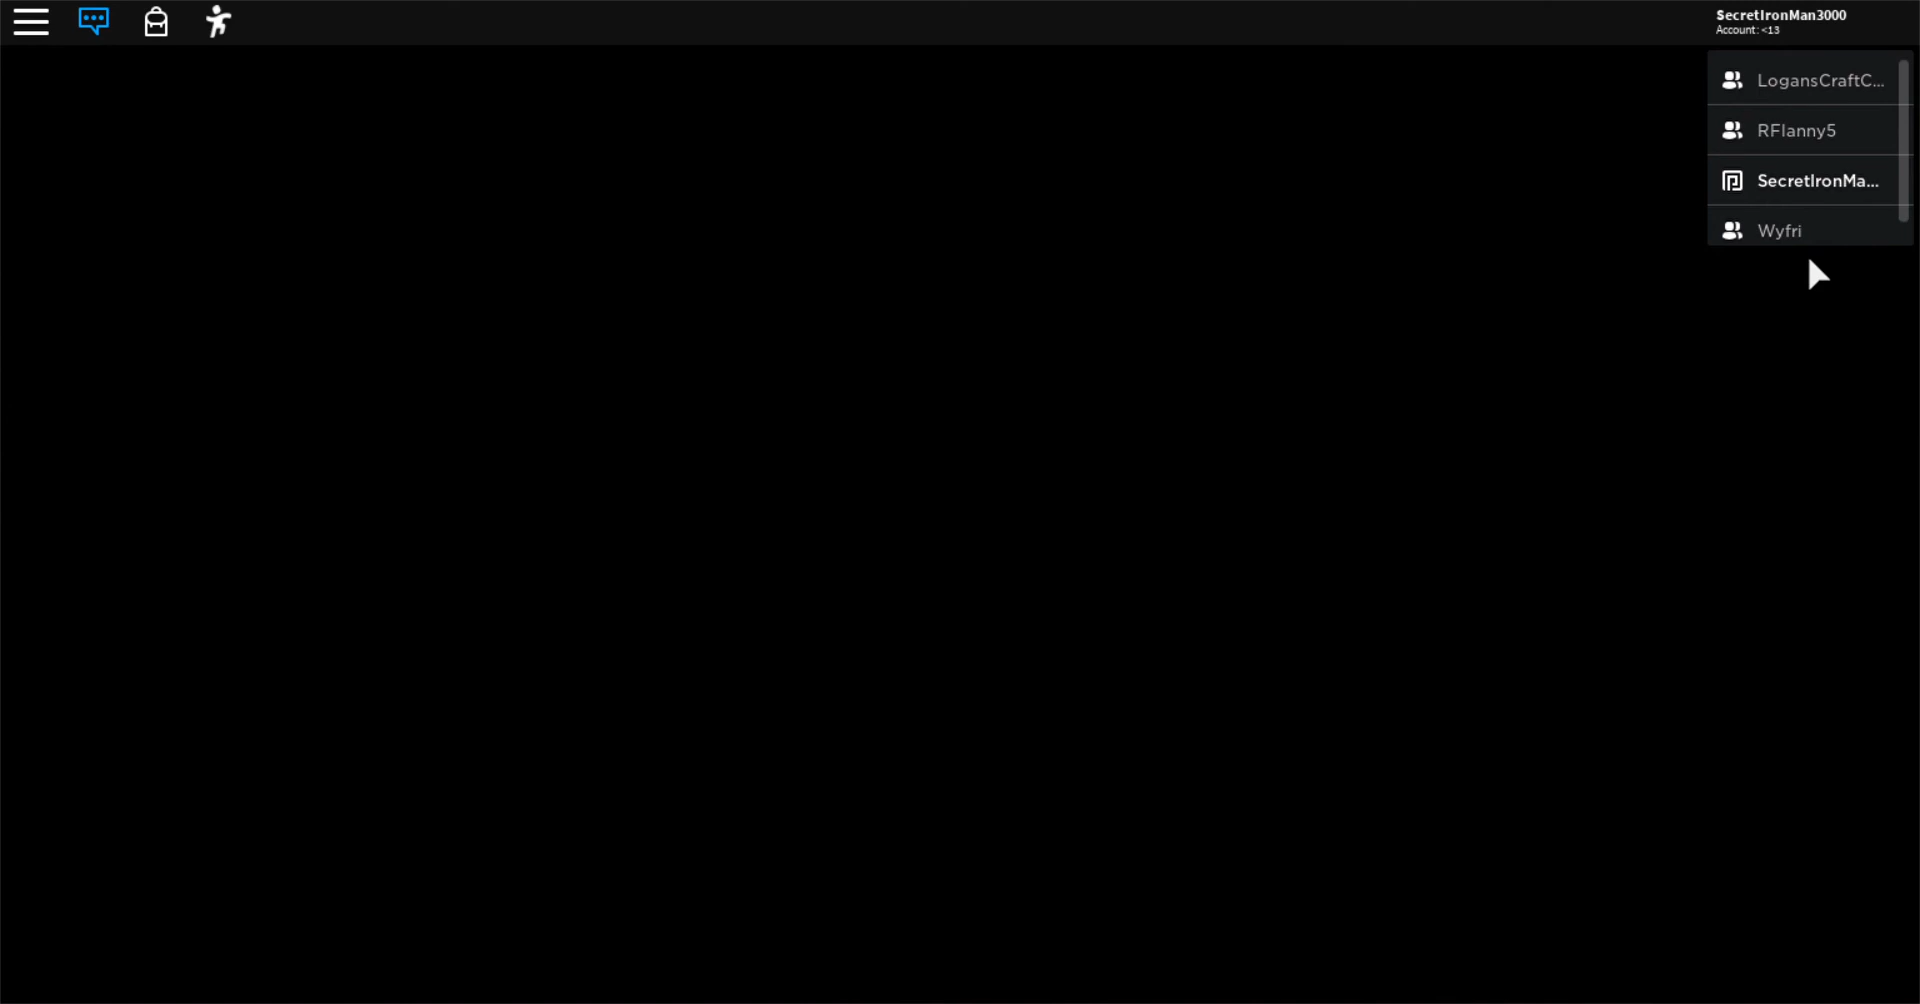 SecretIronMan3000
Account: <13
LogansCraftC...
RFlanny5
SecretIronMa...
Wyfri